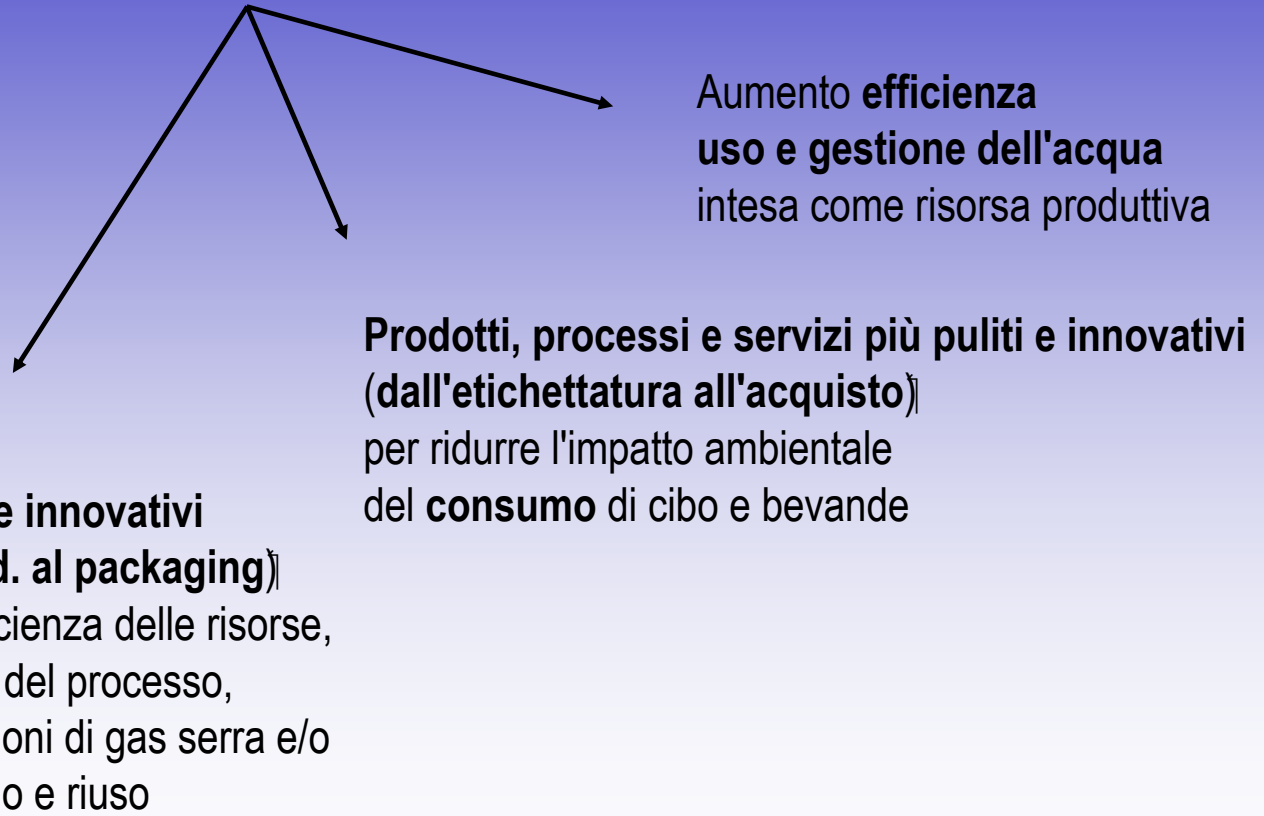 Aumento efficienza
uso e gestione dell'acqua
intesa come risorsa produttiva
Prodotti, processi e servizi più puliti e innovativi
(dall'etichettatura all'acquisto)
per ridurre l'impatto ambientale
del consumo di cibo e bevande
e innovativi
d. al packaging)
cienza delle risorse,
del processo,
oni di gas serra e/o
o e riuso